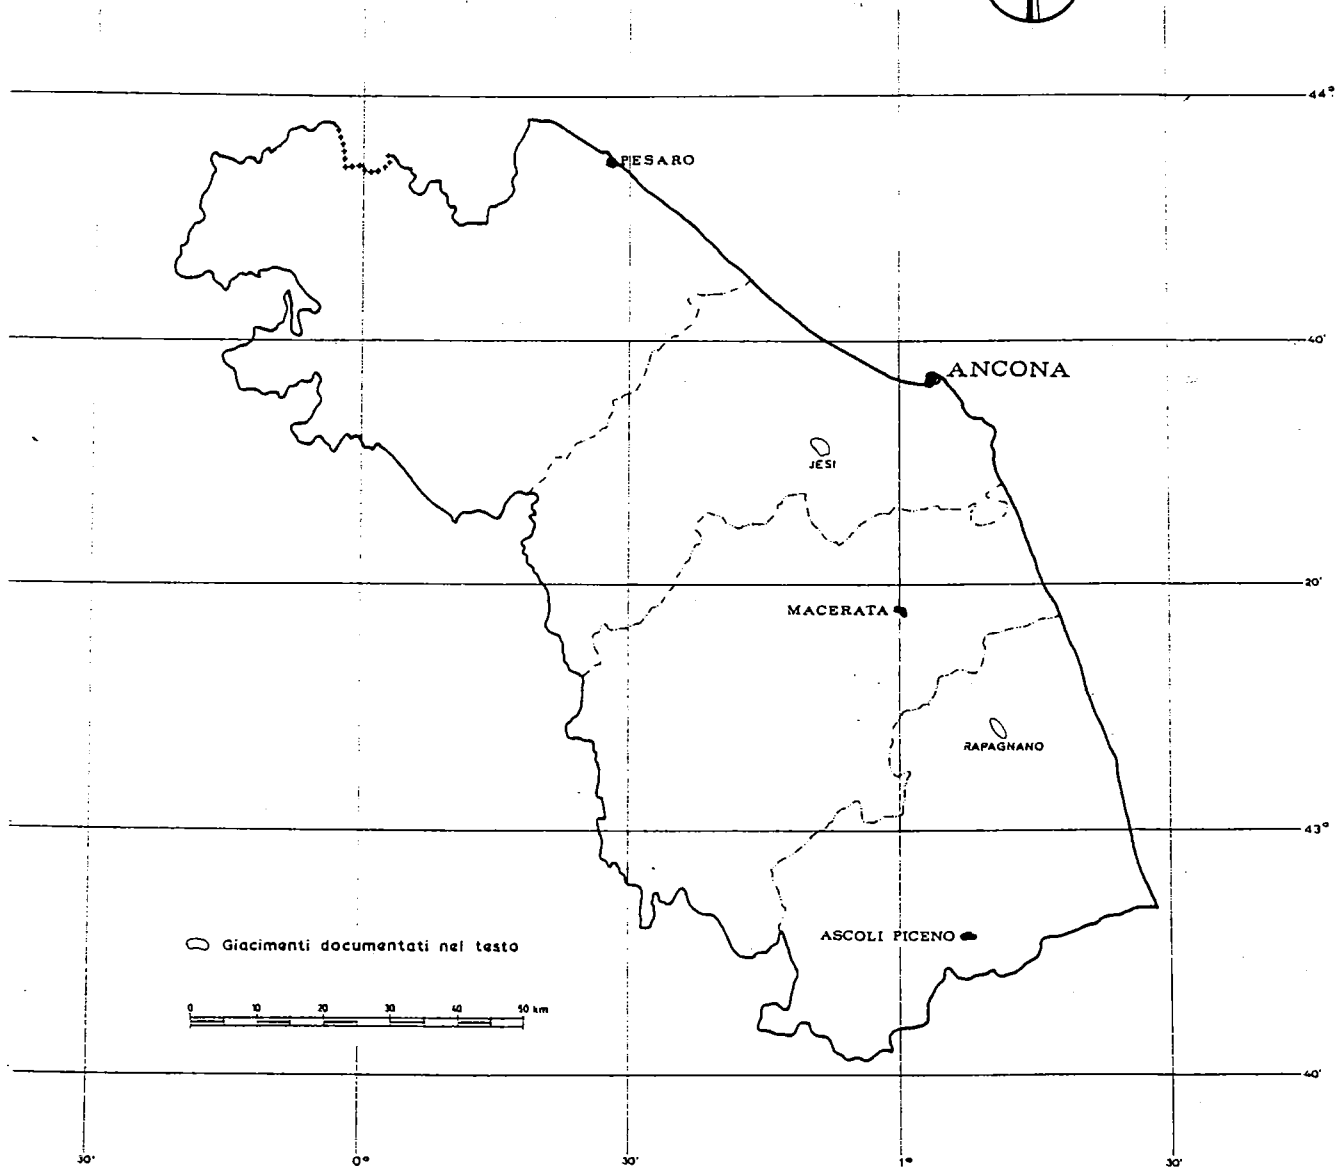 44°
PESARO
40'
ANCONA
JESI
20'
MACERATA
RAPAGNANO
43°
ASCOLI PICENO
Giacimenti documentati nel testo
0 10 20 30 40 50 km
40'
30' 0° 30' 1° 30'